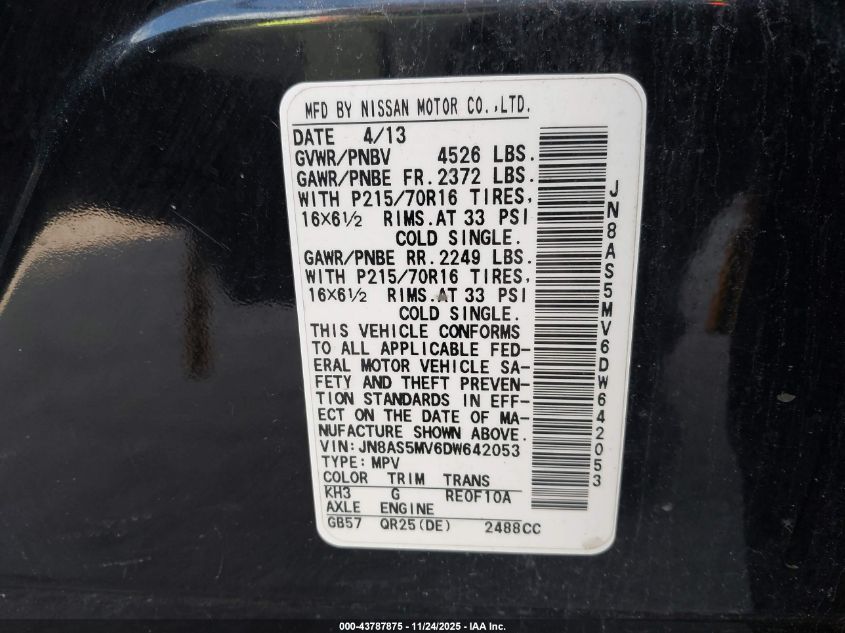 MFD BY NISSAN MOTOR CO.,LTD.
DATE 4/13
GVWR/PNBV 4526 LBS.
GAWR/PNBE FR. 2372 LBS.
WITH P215/70R16 TIRES,
16X6½ RIMS.AT 33 PSI
COLD SINGLE.
GAWR/PNBE RR. 2249 LBS.
WITH P215/70R16 TIRES,
16X6½ RIMS.AT 33 PSI
COLD SINGLE.
THIS VEHICLE CONFORMS
TO ALL APPLICABLE FED-
ERAL MOTOR VEHICLE SA-
FETY AND THEFT PREVEN-
TION STANDARDS IN EFF-
ECT ON THE DATE OF MA-
NUFACTURE SHOWN ABOVE.
VIN: JN8AS5MV6DW642053
TYPE: MPV
COLOR TRIM TRANS
KH3 G RE0F10A
AXLE ENGINE
GB57 QR25(DE) 2488CC
JN8AS5MV6DW642053
000-43787875 - 11/24/2025 - IAA Inc.